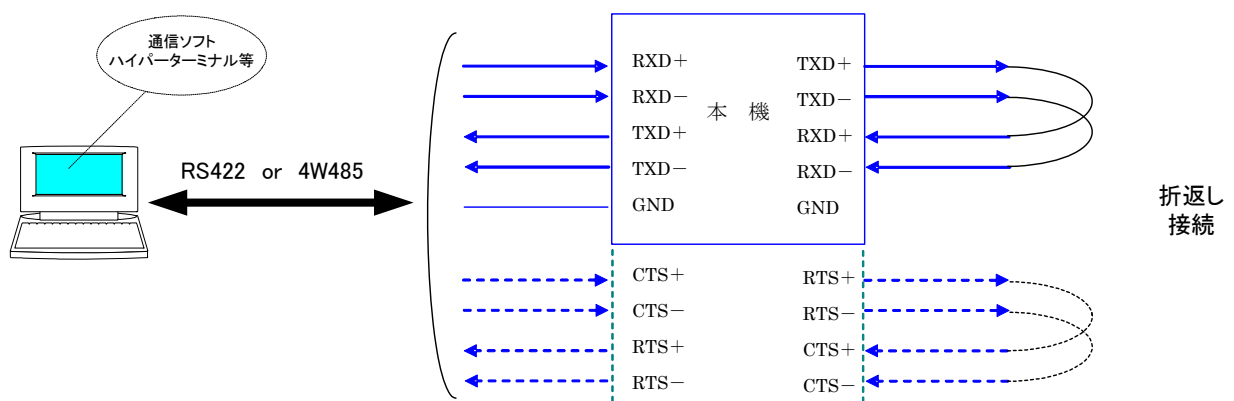 通信ソフト
ハイパーターミナル等
RS422 or 4W485
本 機
RXD+
RXD−
TXD+
TXD−
GND
TXD+
TXD−
RXD+
RXD−
GND
CTS+
CTS−
RTS+
RTS−
RTS+
RTS−
CTS+
CTS−
折返し
接続